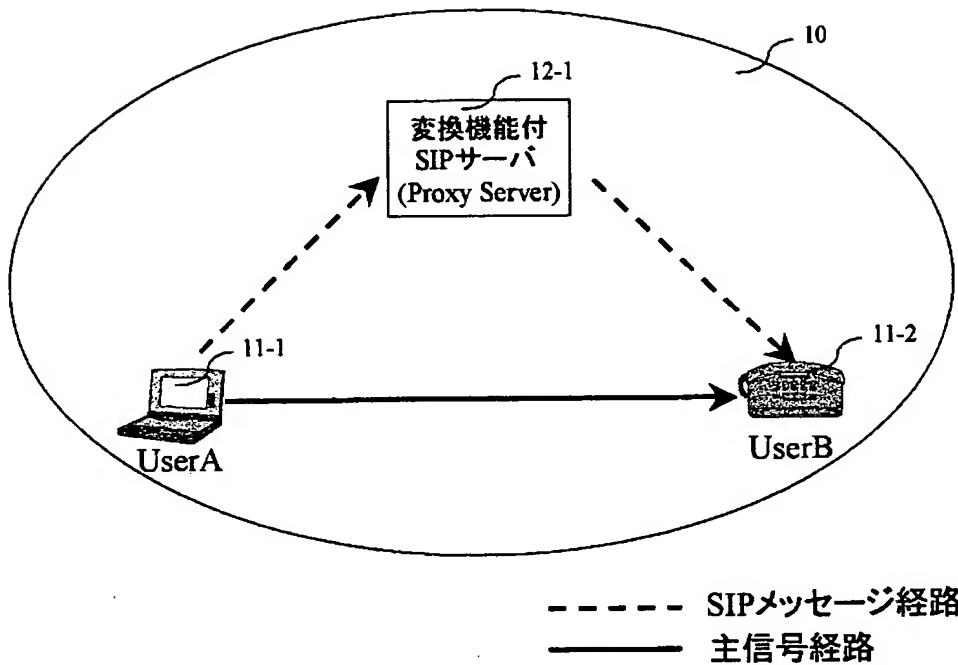 10
12-1
変換機能付
SIPサーバ
(Proxy Server)
11-1
11-2
UserA
UserB
SIPメッセージ経路
主信号経路